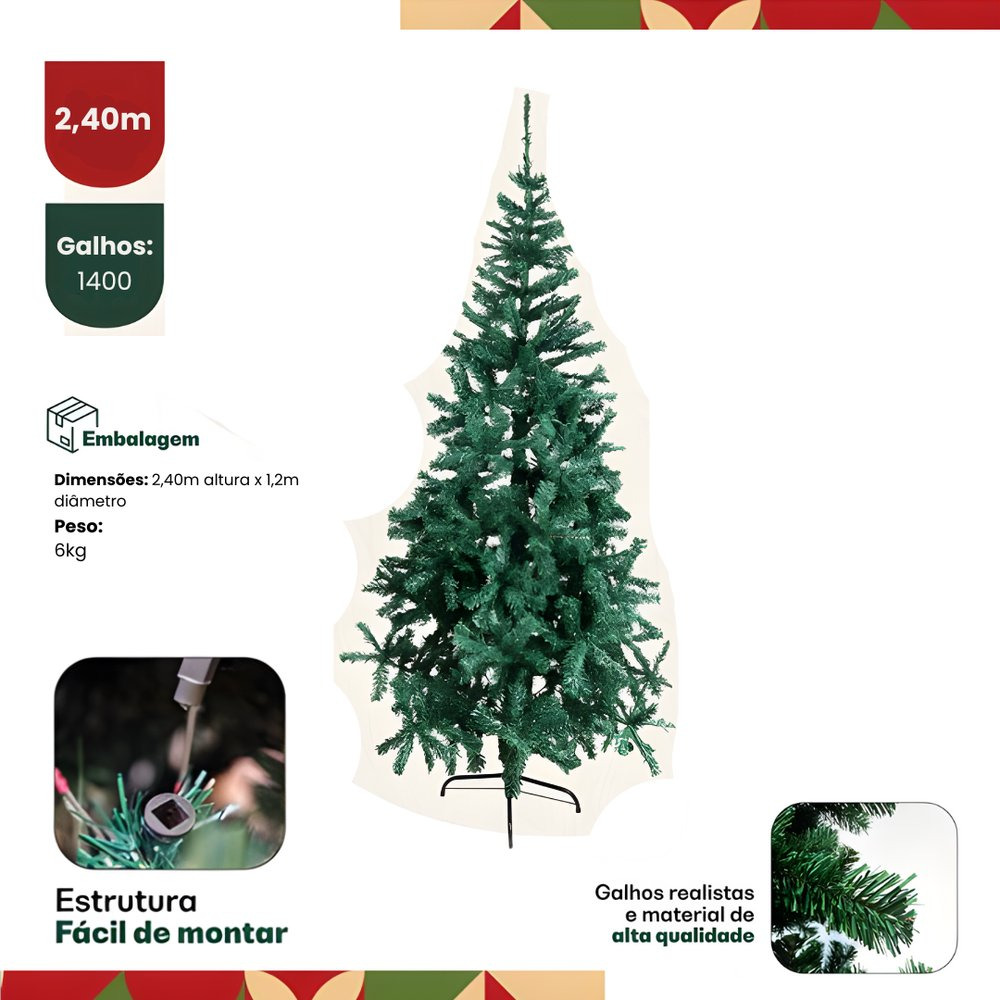 2,40m
Galhos:
1400
Embalagem
Dimensões: 2,40m altura x 1,2m
diâmetro
Peso:
6kg
Estrutura
Fácil de montar
Galhos realistas
e material de
alta qualidade